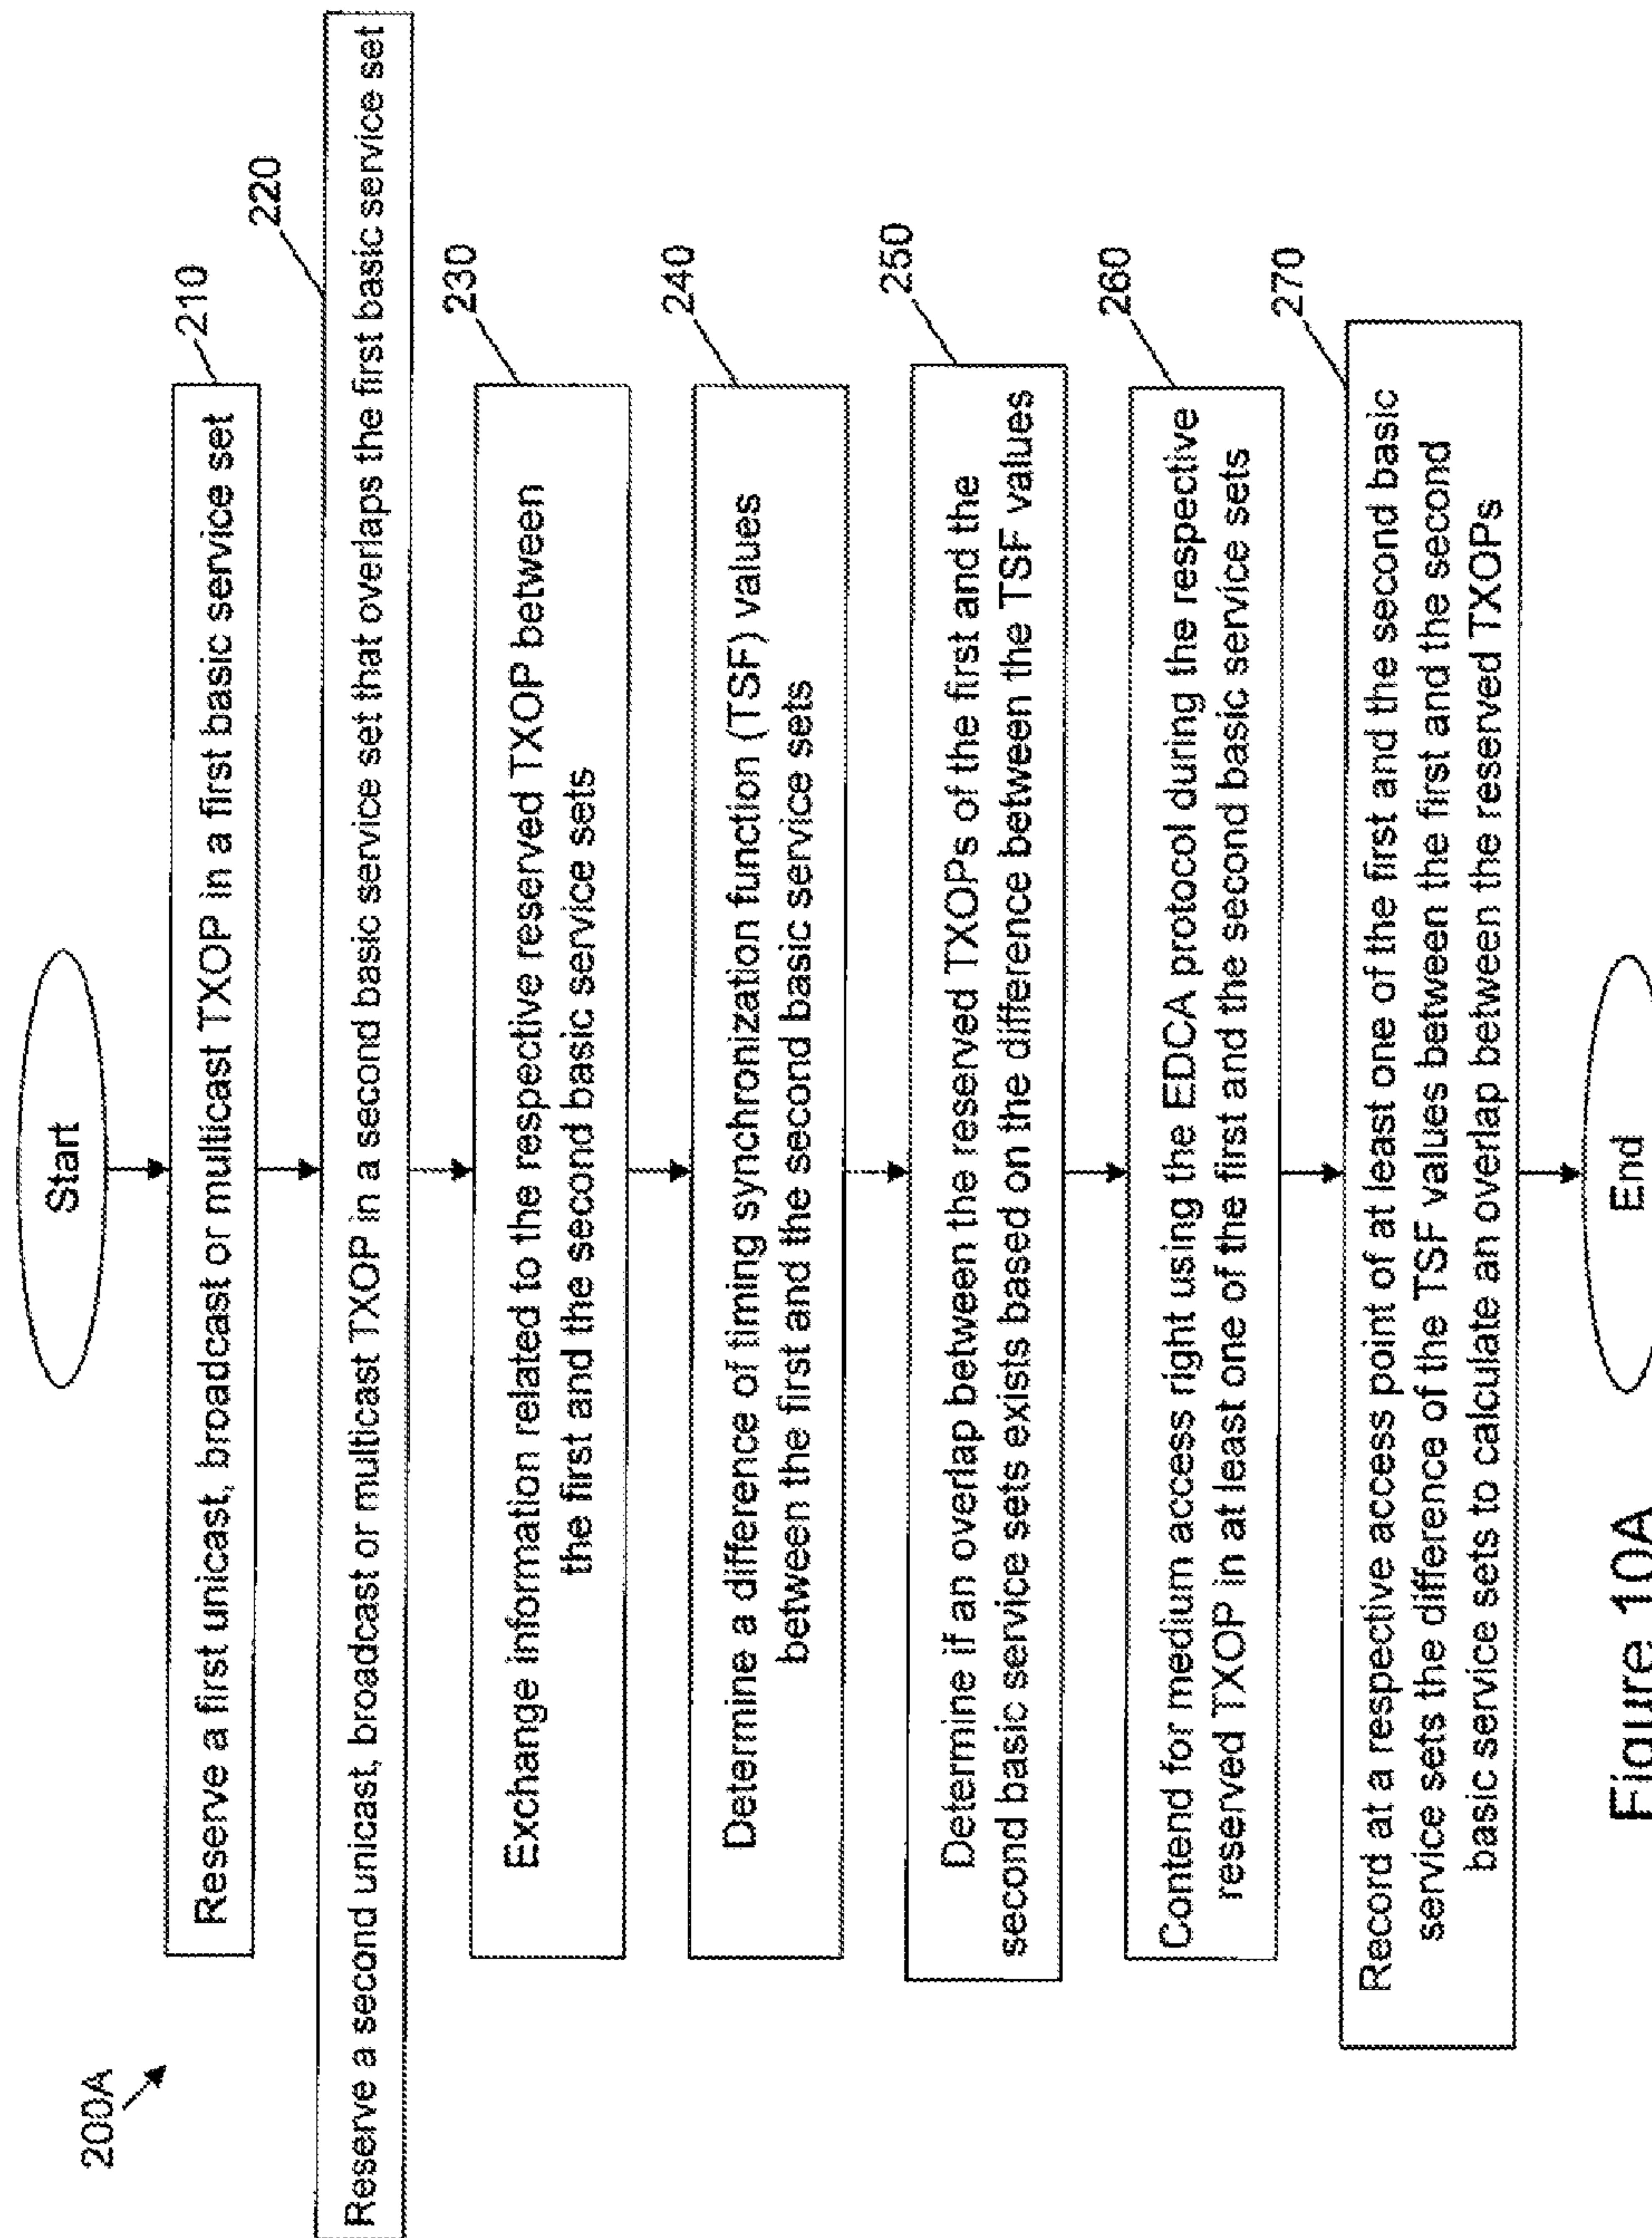 200A
Start
210
Reserve a first unicast, broadcast or multicast TXOP in a first basic service set
220
Reserve a second unicast, broadcast or multicast TXOP in a second basic service set that overlaps the first basic service set
230
Exchange information related to the respective reserved TXOP between
the first and the second basic service sets
240
Determine a difference of timing synchronization function (TSF) values
between the first and the second basic service sets
250
Determine if an overlap between the reserved TXOPs of the first and the
second basic service sets exists based on the difference between the TSF values
260
Contend for medium access right using the EDCA protocol during the respective
reserved TXOP in at least one of the first and the second basic service sets
270
Record at a respective access point of at least one of the first and the second basic
service sets the difference of the TSF values between the first and the second
basic service sets to calculate an overlap between the reserved TXOPs
End
Figure 10A